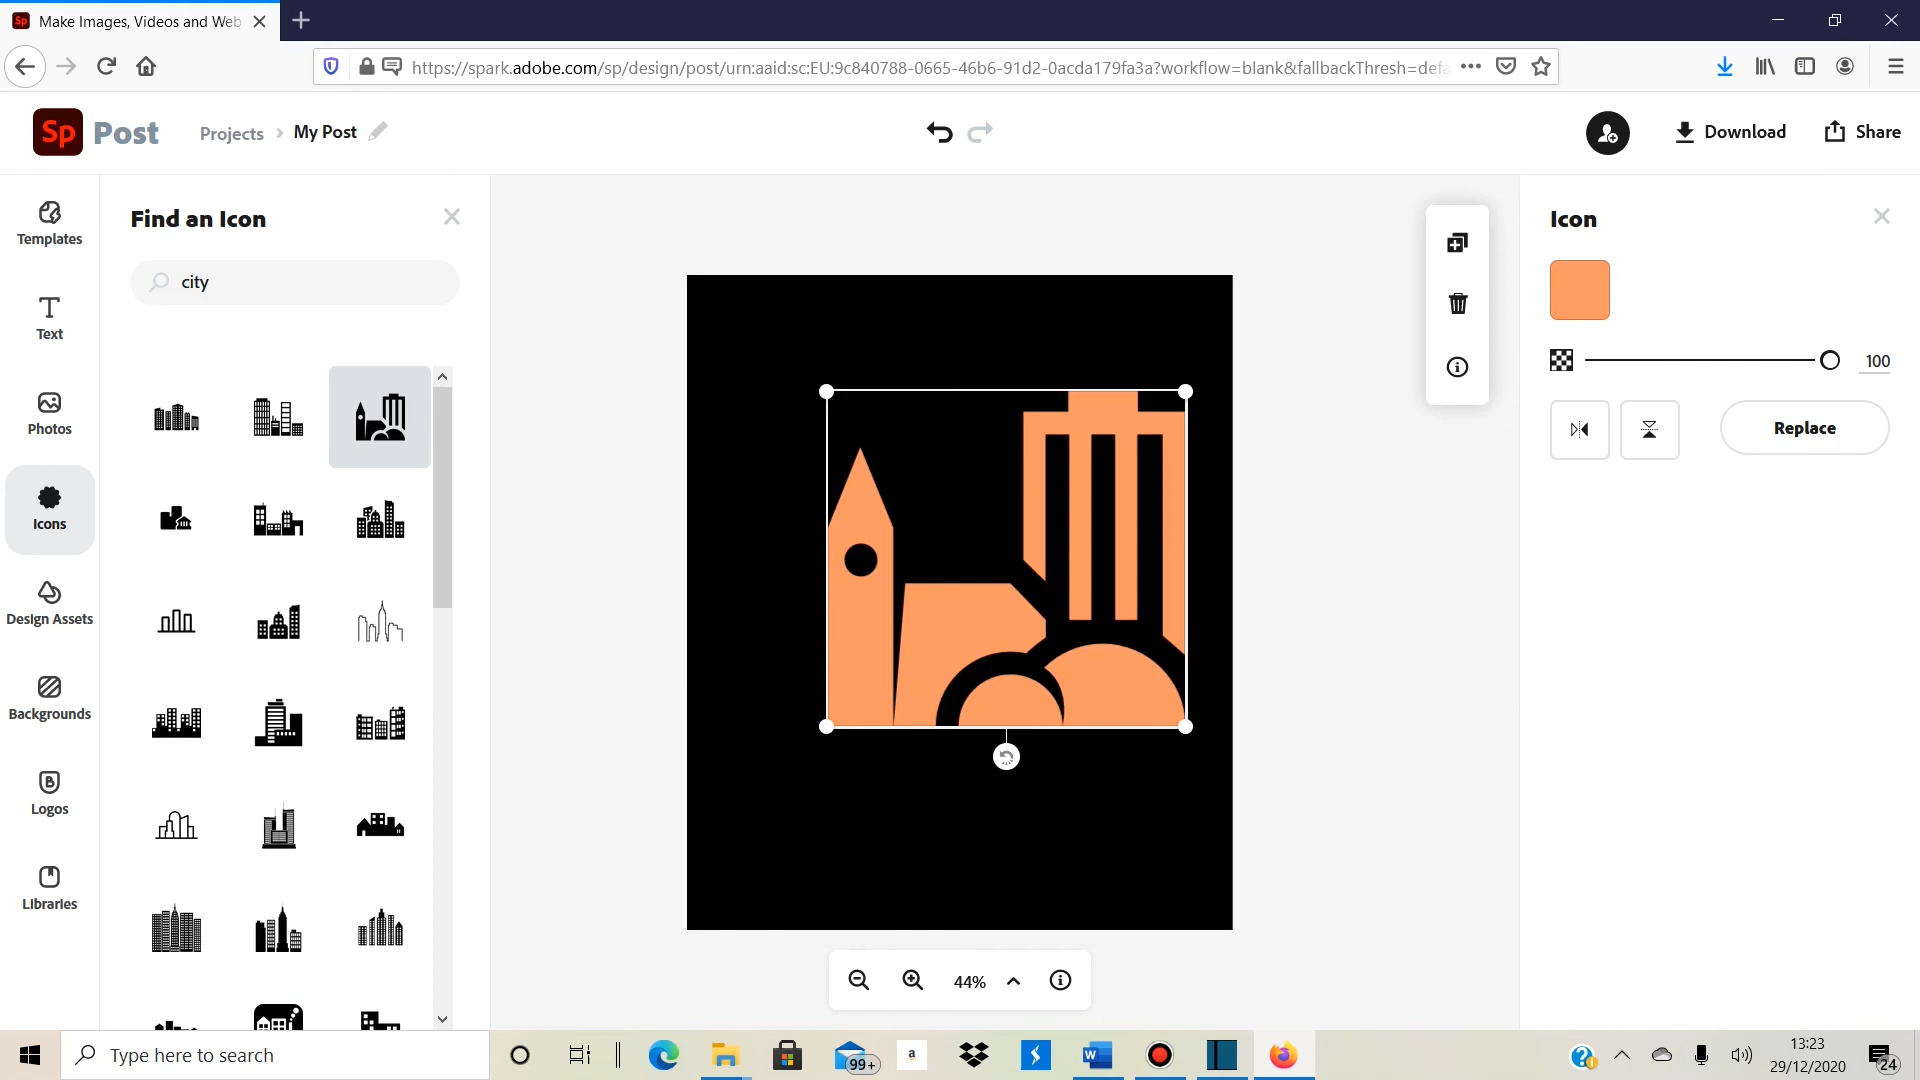 Sp Make Images, Videos and Web
https://spark.adobe.com/sp/design/post/urn:aaid:sc:EU:9c840788-0665-46b6-91d2-0acda179fa3a?workflow=blank&fallbackThresh=defa
Sp Post Projects My Post Download Share
Templates
Text
Photos
Icons
Design Assets
Backgrounds
Logos
Libraries
Find an Icon
city
Icon
100
Replace
44%
Type here to search
99+
a
W
13:23
29/12/2020
24